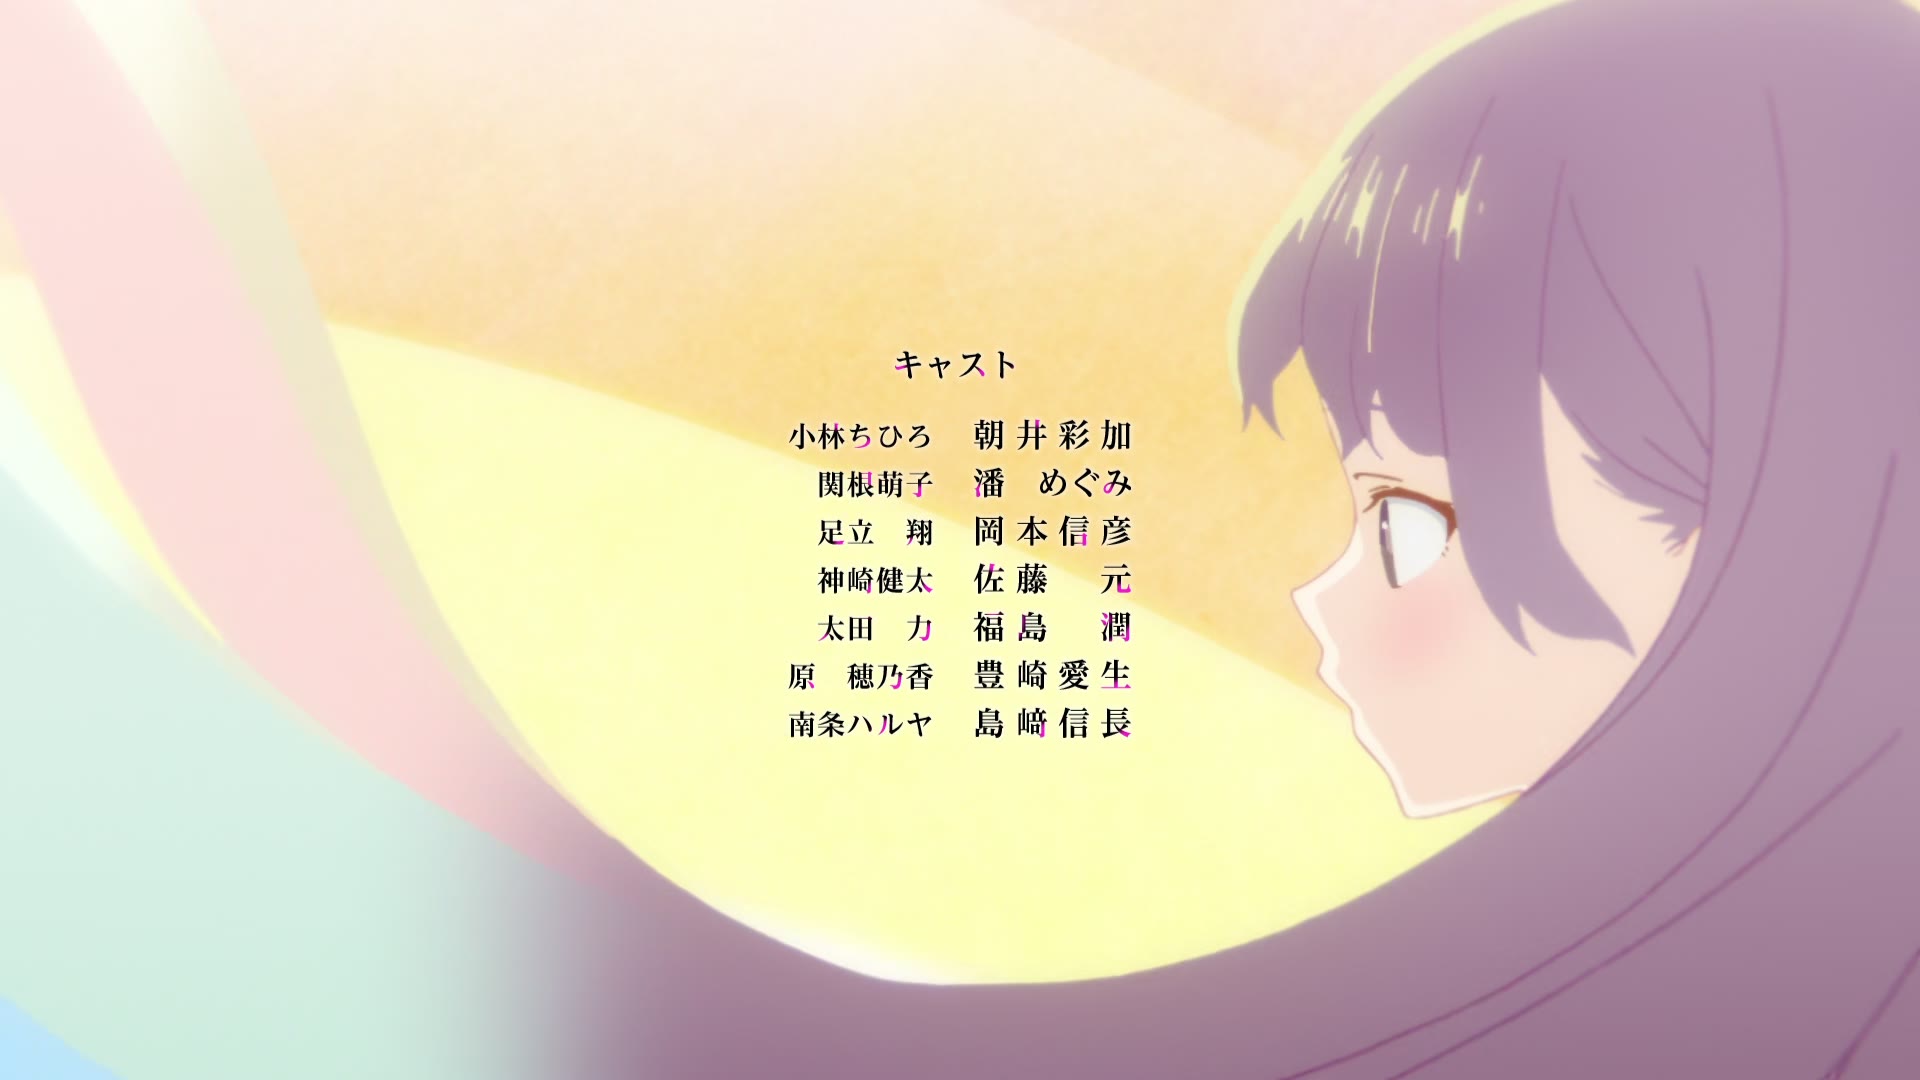 キャスト
小林ちひろ　朝井彩加
関根萌子　潘　めぐみ
足立　翔　岡本信彦
神崎健太　佐藤　元
太田　力　福島　潤
原　穂乃香　豊崎愛生
南条ハルヤ　島﨑信長